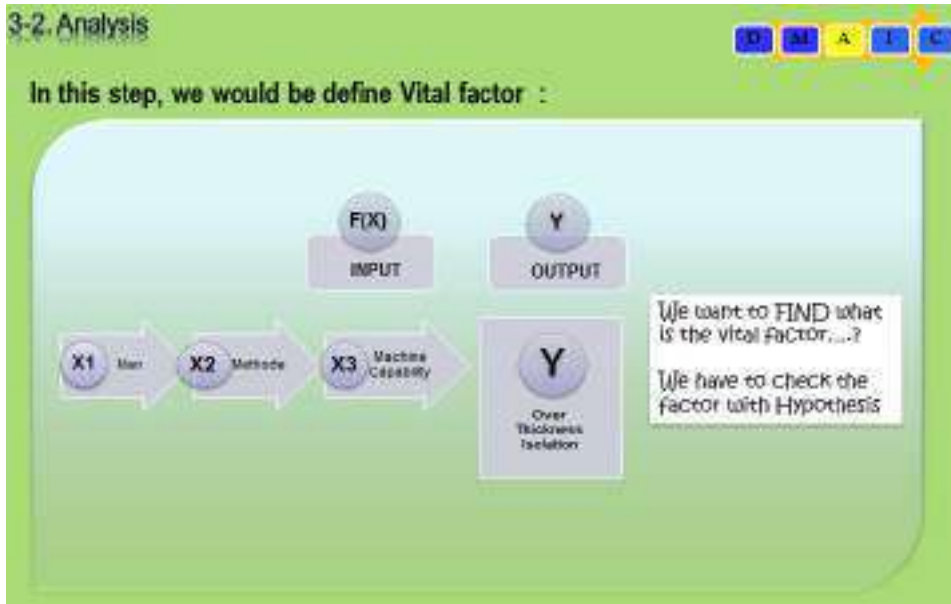 3-2. Analysis
D M A I C
In this step, we would be define Vital factor :
F(X)
INPUT
Y
OUTPUT
X1 Man
X2 Methode
X3 Machine
Capability
Y
Over
Thickness
Isolation
We want to FIND what
is the vital factor....?
We have to check the
factor with Hypothesis